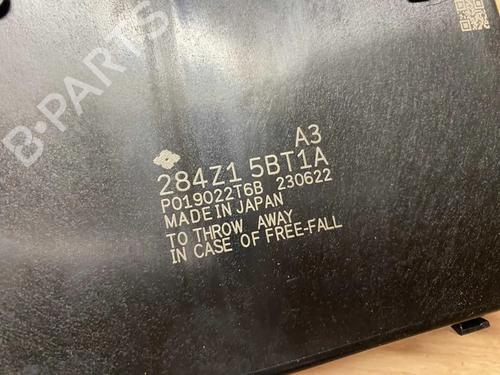 B-PARTS
A3
284Z1 5BT1A
P019022T6B 230622
MADE IN JAPAN
TO THROW AWAY
IN CASE OF FREE-FALL